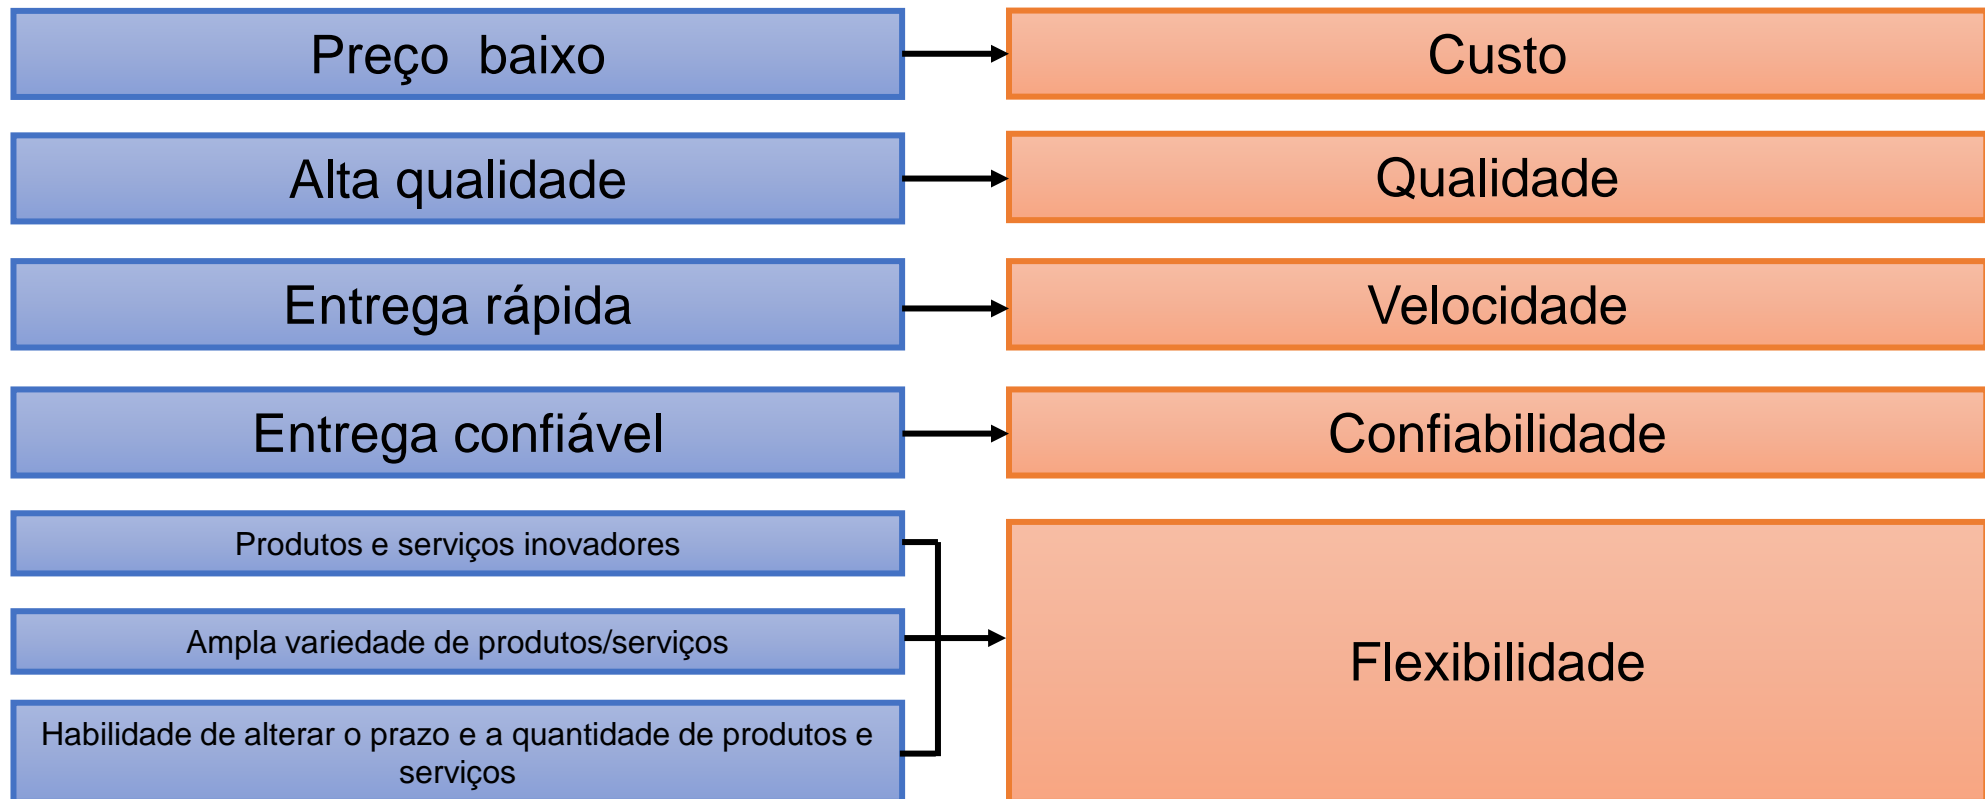 Preço baixo
Custo
Alta qualidade
Qualidade
Entrega rápida
Velocidade
Entrega confiável
Confiabilidade
Produtos e serviços inovadores
Ampla variedade de produtos/serviços
Habilidade de alterar o prazo e a quantidade de produtos e
serviços
Flexibilidade